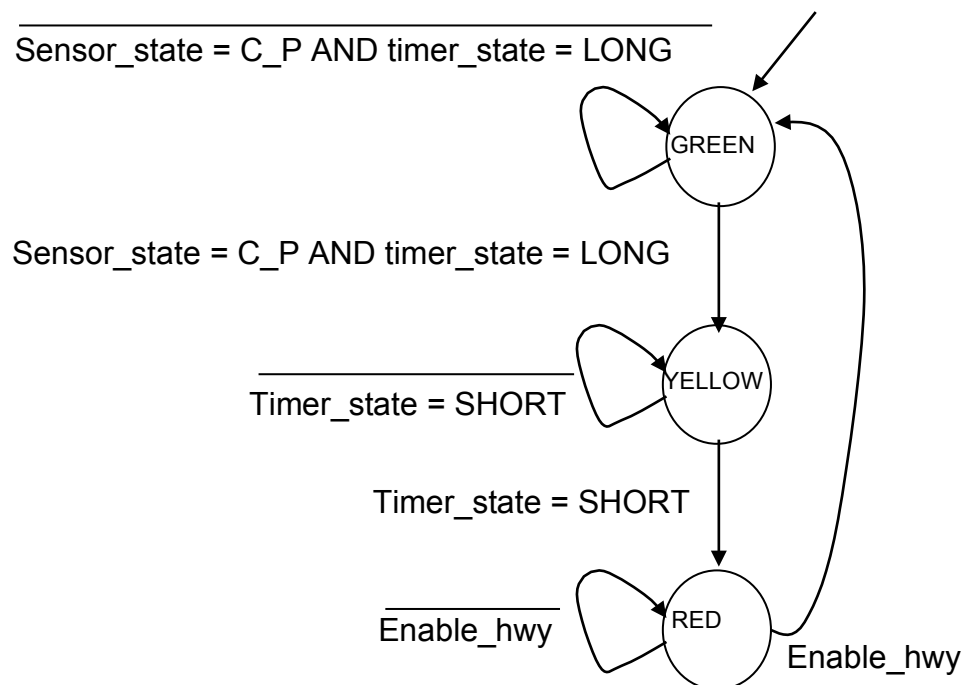 Sensor_state = C_P AND timer_state = LONG
GREEN
Sensor_state = C_P AND timer_state = LONG
YELLOW
Timer_state = SHORT
Timer_state = SHORT
RED
Enable_hwy
Enable_hwy